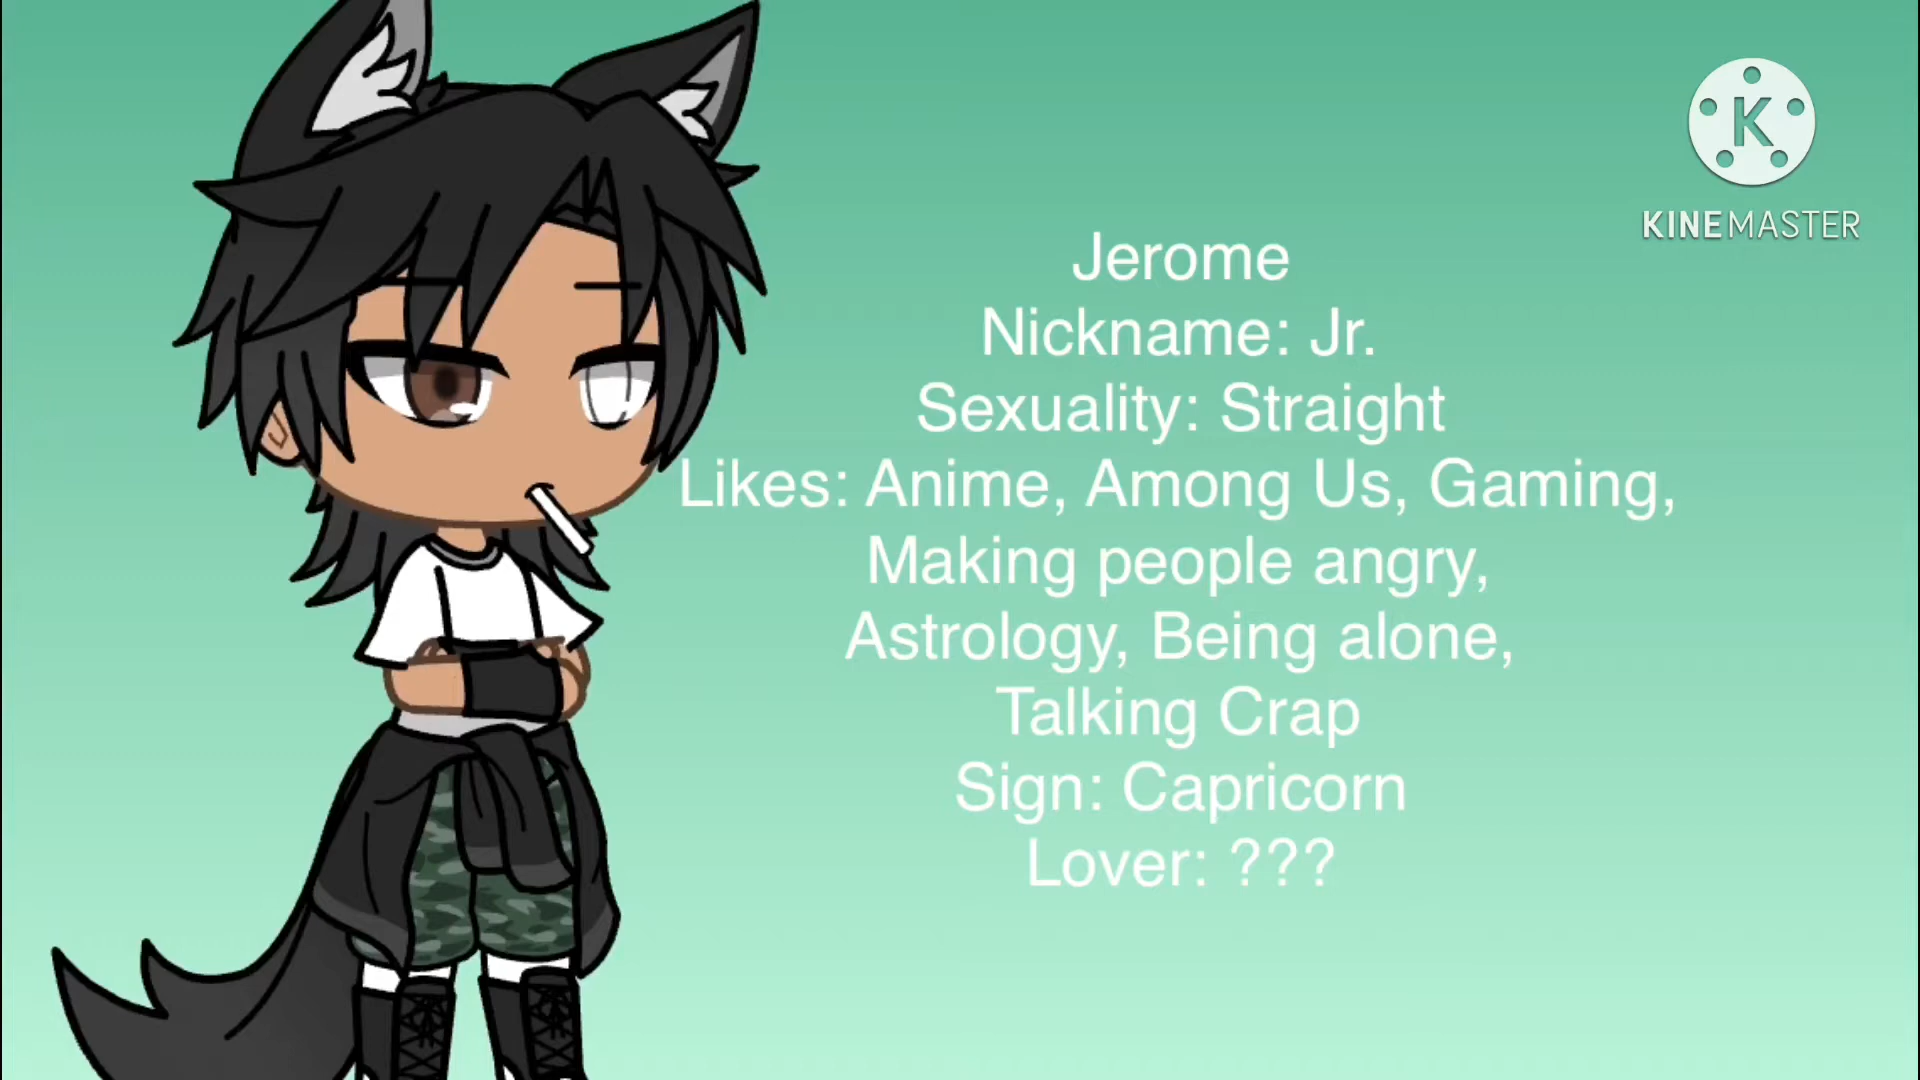 K
KINEMASTER
Jerome
Nickname: Jr.
Sexuality: Straight
Likes: Anime, Among Us, Gaming,
Making people angry,
Astrology, Being alone,
Talking Crap
Sign: Capricorn
Lover: ???